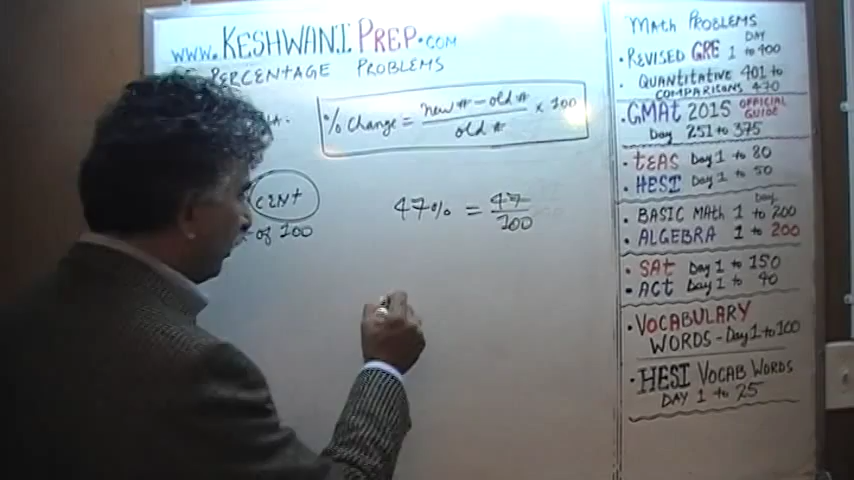 www.KESHWANI PREP.COM
PERCENTAGE PROBLEMS
% Change = new # - old # / old # × 100
CENT
of 100
47% = 47/100
MATH PROBLEMS
DAY
• REVISED GRE 1 to 400
• QUANTITATIVE 401 to
COMPARISONS 470
• GMAt 2015 OFFICIAL GUIDE
Day 251 to 375
• tEAS Day 1 to 80
• HESI Day 1 to 50
Day
• BASIC MAth 1 to 200
• ALGEBRA 1 to 200
• SAt Day 1 to 150
• ACt Day 1 to 40
• VOCABULARY
WORDS - Day 1 to 100
• HESI VOCAB WORDS
DAY 1 to 25